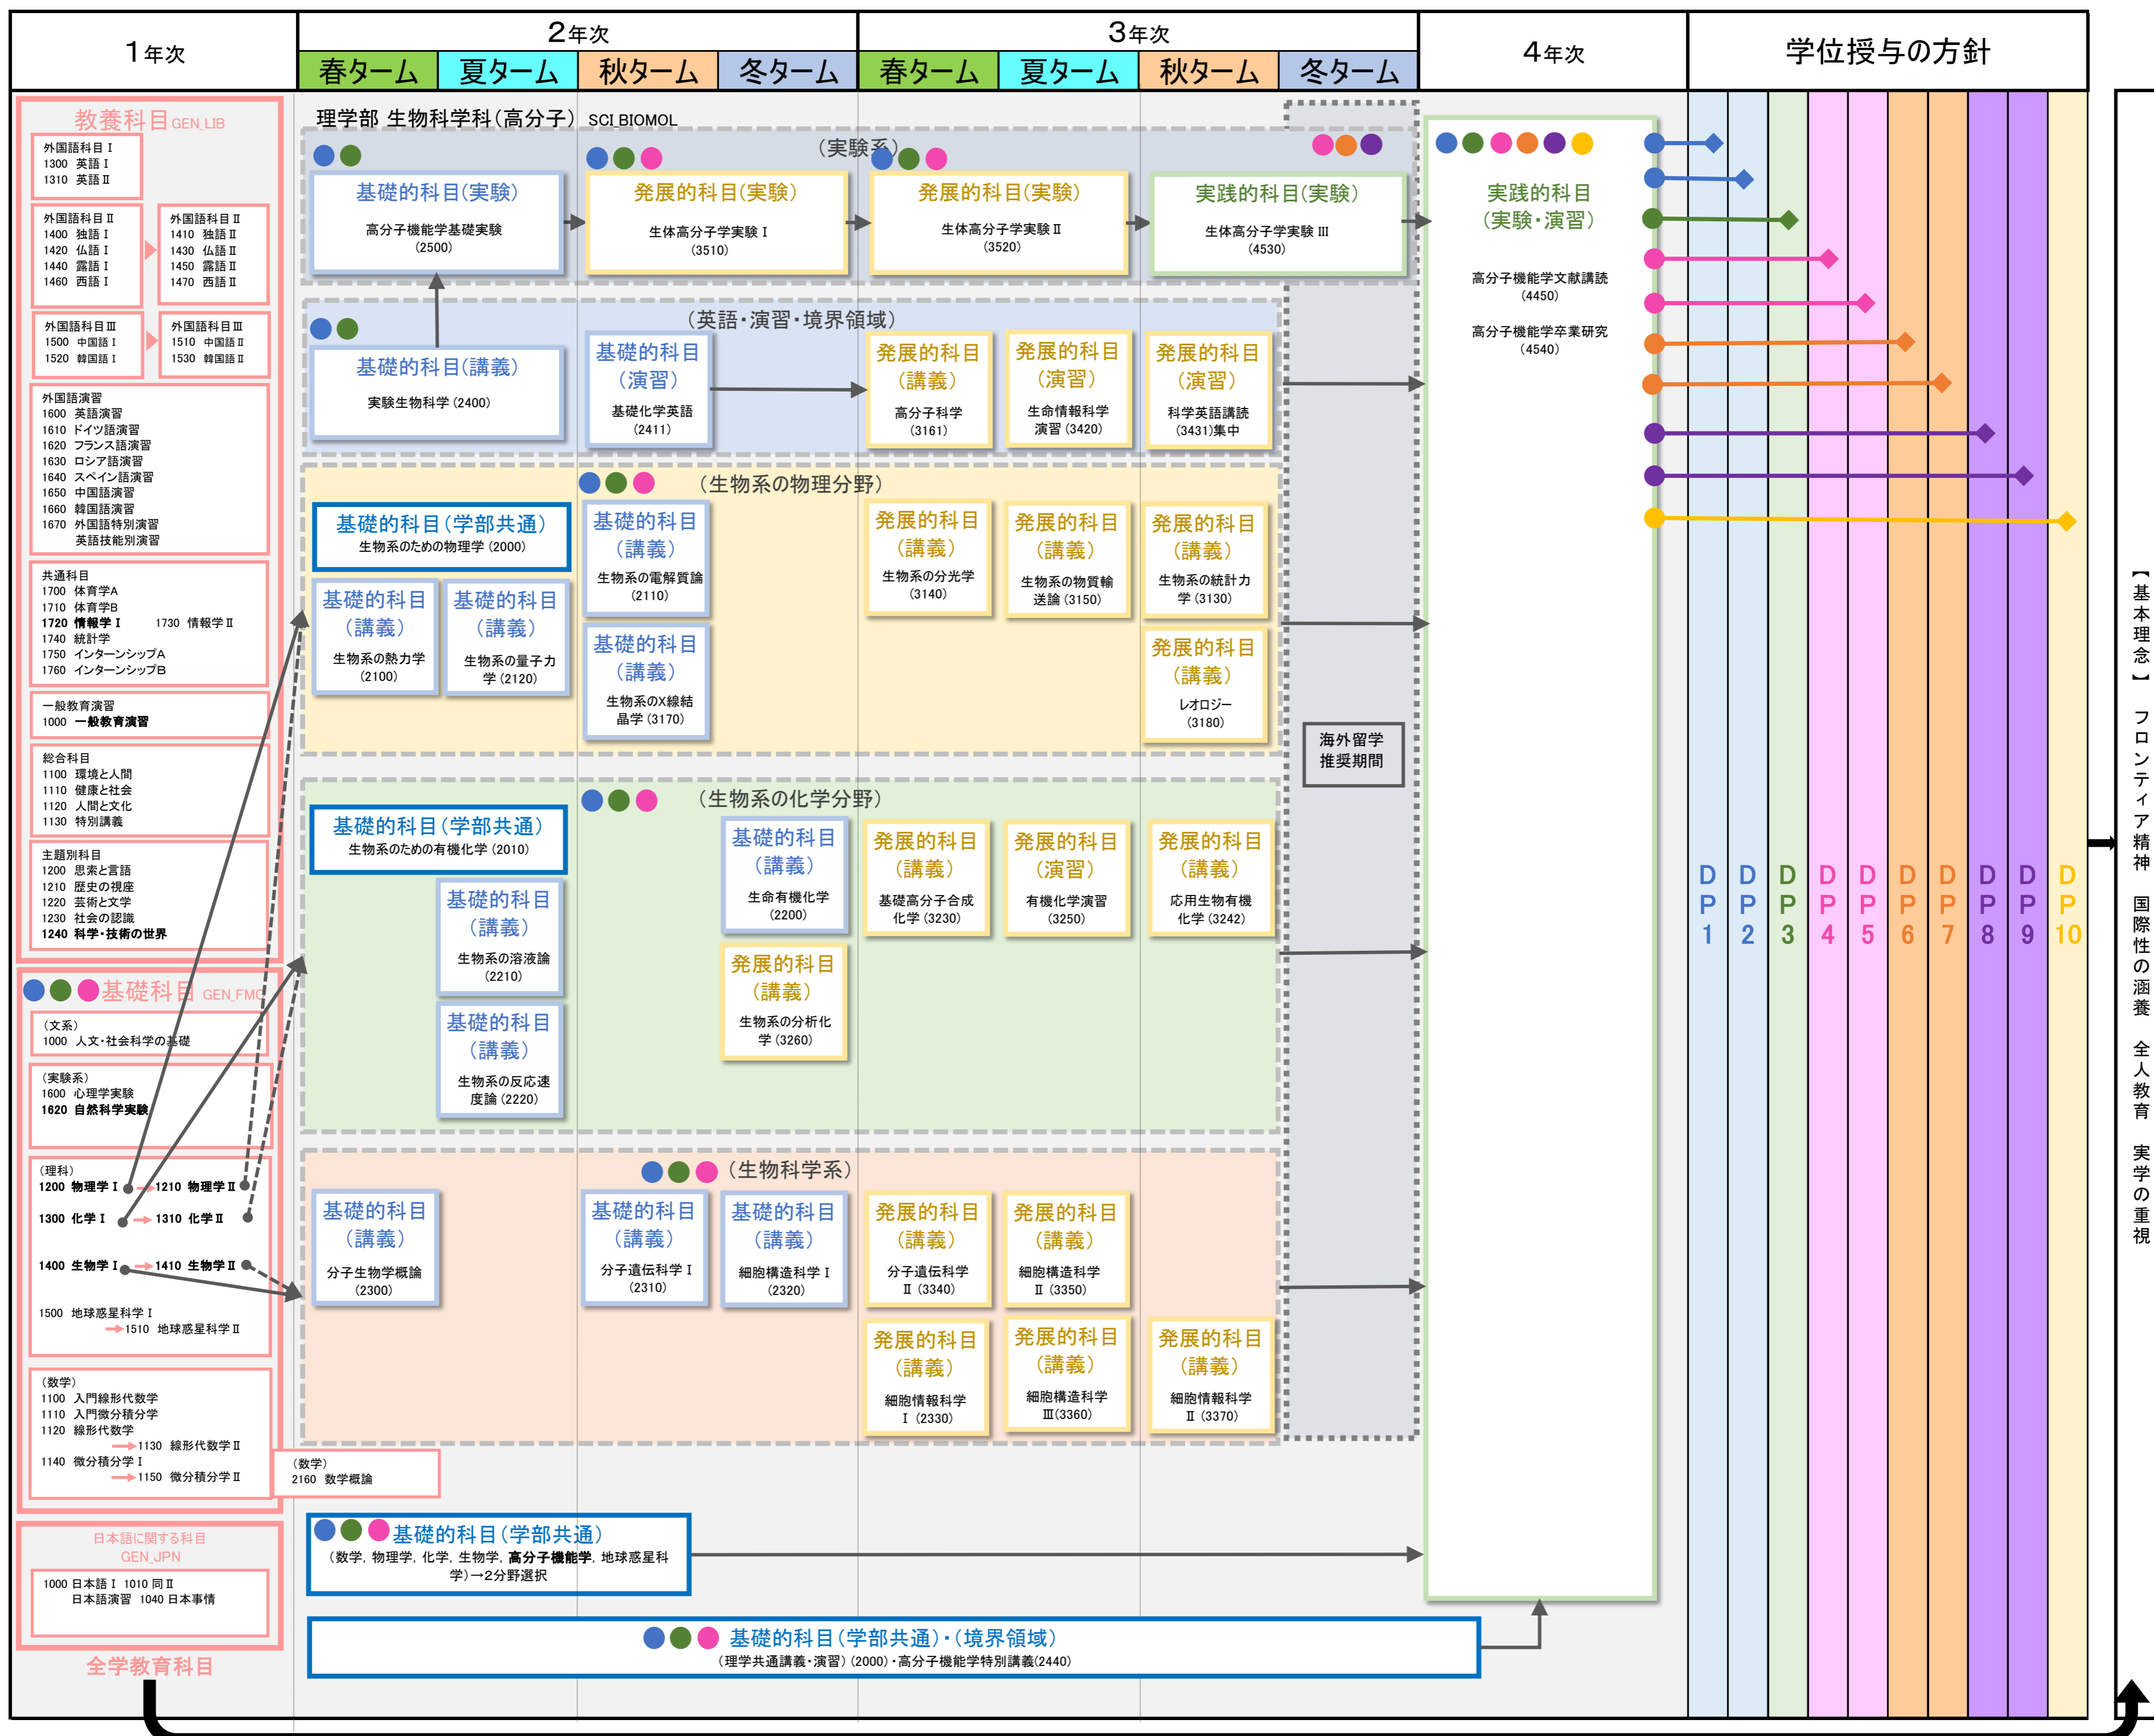 1年次
2年次
春ターム
夏ターム
秋ターム
冬ターム
3年次
春ターム
夏ターム
秋ターム
冬ターム
4年次
学位授与の方針
教養科目 GEN_LIB
外国語科目Ⅰ
1300 英語Ⅰ
1310 英語Ⅱ
外国語科目Ⅱ
1400 独語Ⅰ
1420 仏語Ⅰ
1440 露語Ⅰ
1460 西語Ⅰ
外国語科目Ⅱ
1410 独語Ⅱ
1430 仏語Ⅱ
1450 露語Ⅱ
1470 西語Ⅱ
外国語科目Ⅲ
1500 中国語Ⅰ
1520 韓国語Ⅰ
外国語科目Ⅲ
1510 中国語Ⅱ
1530 韓国語Ⅱ
外国語演習
1600 英語演習
1610 ドイツ語演習
1620 フランス語演習
1630 ロシア語演習
1640 スペイン語演習
1650 中国語演習
1660 韓国語演習
1670 外国語特別演習
英語技能別演習
共通科目
1700 体育学A
1710 体育学B
1720 情報学Ⅰ 1730 情報学Ⅱ
1740 統計学
1750 インターンシップA
1760 インターンシップB
一般教育演習
1000 一般教育演習
総合科目
1100 環境と人間
1110 健康と社会
1120 人間と文化
1130 特別講義
主題別科目
1200 思索と言語
1210 歴史の視座
1220 芸術と文学
1230 社会の認識
1240 科学・技術の世界
基礎科目 GEN_FMC
(文系)
1000 人文・社会科学の基礎
(実験系)
1600 心理学実験
1620 自然科学実験
(理科)
1200 物理学Ⅰ 1210 物理学Ⅱ
1300 化学Ⅰ 1310 化学Ⅱ
1400 生物学Ⅰ 1410 生物学Ⅱ
1500 地球惑星科学Ⅰ
1510 地球惑星科学Ⅱ
(数学)
1100 入門線形代数学
1110 入門微分積分学
1120 線形代数学
1130 線形代数学Ⅱ
1140 微分積分学Ⅰ
1150 微分積分学Ⅱ
(数学)
2160 数学概論
日本語に関する科目
GEN_JPN
1000 日本語Ⅰ 1010 同Ⅱ
日本語演習 1040 日本事情
全学教育科目
理学部 生物科学科(高分子) SCI BIOMOL
(実験系)
基礎的科目(実験)
高分子機能学基礎実験
(2500)
発展的科目(実験)
生体高分子学実験Ⅰ
(3510)
発展的科目(実験)
生体高分子学実験Ⅱ
(3520)
実践的科目(実験)
生体高分子学実験 Ⅲ
(4530)
(英語・演習・境界領域)
基礎的科目(講義)
実験生物科学(2400)
基礎的科目
(演習)
基礎化学英語
(2411)
発展的科目
(講義)
高分子科学
(3161)
発展的科目
(演習)
生命情報科学
演習(3420)
発展的科目
(演習)
科学英語講読
(3431)集中
(生物系の物理分野)
基礎的科目(学部共通)
生物系のための物理学(2000)
基礎的科目
(講義)
生物系の熱力学
(2100)
基礎的科目
(講義)
生物系の量子力
学(2120)
基礎的科目
(講義)
生物系の電解質論
(2110)
基礎的科目
(講義)
生物系のX線結
晶学(3170)
発展的科目
(講義)
生物系の分光学
(3140)
発展的科目
(講義)
生物系の物質輸
送論(3150)
発展的科目
(講義)
生物系の統計力
学(3130)
発展的科目
(講義)
レオロジー
(3180)
海外留学
推奨期間
(生物系の化学分野)
基礎的科目(学部共通)
生物系のための有機化学(2010)
基礎的科目
(講義)
生物系の溶液論
(2210)
基礎的科目
(講義)
生物系の反応速
度論(2220)
基礎的科目
(講義)
生命有機化学
(2200)
発展的科目
(講義)
生物系の分析化
学(3260)
発展的科目
(講義)
基礎高分子合成
化学(3230)
発展的科目
(演習)
有機化学演習
(3250)
発展的科目
(講義)
応用生物有機
化学(3242)
(生物科学系)
基礎的科目
(講義)
分子生物学概論
(2300)
基礎的科目
(講義)
分子遺伝科学Ⅰ
(2310)
基礎的科目
(講義)
細胞構造科学Ⅰ
(2320)
発展的科目
(講義)
分子遺伝科学
Ⅱ(3340)
発展的科目
(講義)
細胞構造科学
Ⅱ(3350)
発展的科目
(講義)
細胞情報科学
Ⅰ(2330)
発展的科目
(講義)
細胞構造科学
Ⅲ(3360)
発展的科目
(講義)
細胞情報科学
Ⅱ(3370)
基礎的科目(学部共通)
(数学, 物理学, 化学, 生物学, 高分子機能学, 地球惑星科
学)→2分野選択
基礎的科目(学部共通)・(境界領域)
(理学共通講義・演習)(2000)・高分子機能学特別講義(2440)
実践的科目
(実験・演習)
高分子機能学文献講読
(4450)
高分子機能学卒業研究
(4540)
DP1
DP2
DP3
DP4
DP5
DP6
DP7
DP8
DP9
DP10
【基本理念】 フロンティア精神 国際性の涵養 全人教育 実学の重視